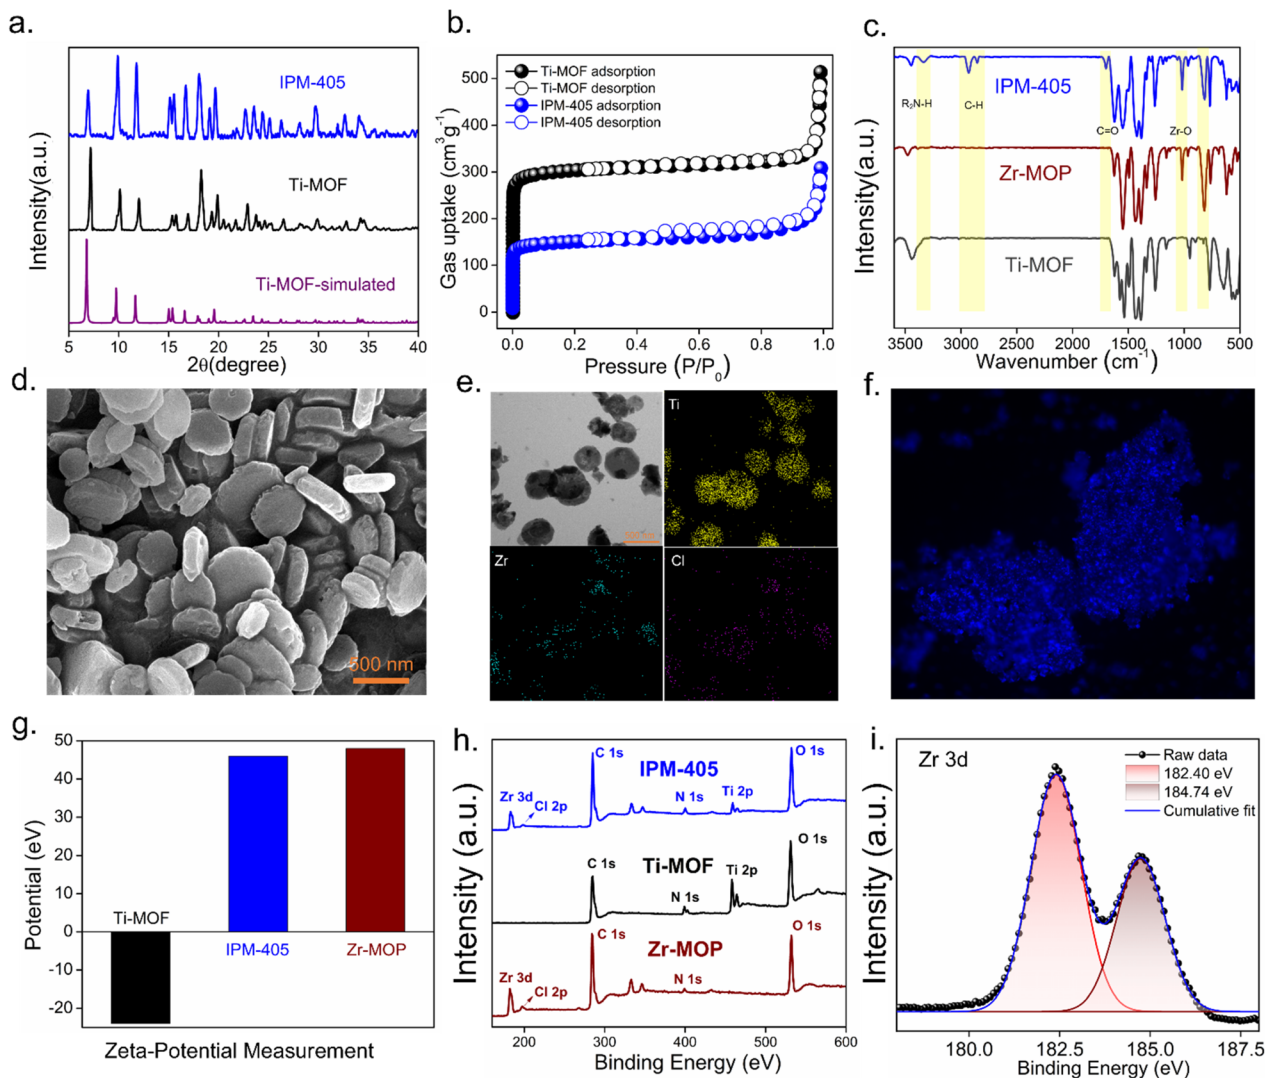 a.
IPM-405
Ti-MOF
Ti-MOF-simulated
Intensity(a.u.)
5 10 15 20 25 30 35 40
2θ(degree)
b.
Ti-MOF adsorption
Ti-MOF desorption
IPM-405 adsorption
IPM-405 desorption
Gas uptake (cm³g⁻¹)
500
400
300
200
100
0
0.0 0.2 0.4 0.6 0.8 1.0
Pressure (P/P₀)
c.
IPM-405
R₂N-H
C-H
C=O
Zr-O
Zr-MOP
Ti-MOF
Intensity(a.u.)
3500 3000 2500 2000 1500 1000 500
Wavenumber (cm⁻¹)
d.
500 nm
e.
Ti
Zr
Cl
f.
g.
Potential (eV)
50
40
30
20
10
0
-10
-20
Ti-MOF
IPM-405
Zr-MOP
Zeta-Potential Measurement
h.
C 1s
O 1s
IPM-405
Zr 3d
Cl 2p
N 1s
Ti 2p
C 1s
Ti-MOF
Ti 2p
O 1s
N 1s
C 1s
Zr-MOP
O 1s
Zr 3d
Cl 2p
N 1s
Intensity (a.u.)
200 300 400 500 600
Binding Energy (eV)
i.
Zr 3d
Raw data
182.40 eV
184.74 eV
Cumulative fit
Intensity (a.u.)
180.0 182.5 185.0 187.5
Binding Energy (eV)